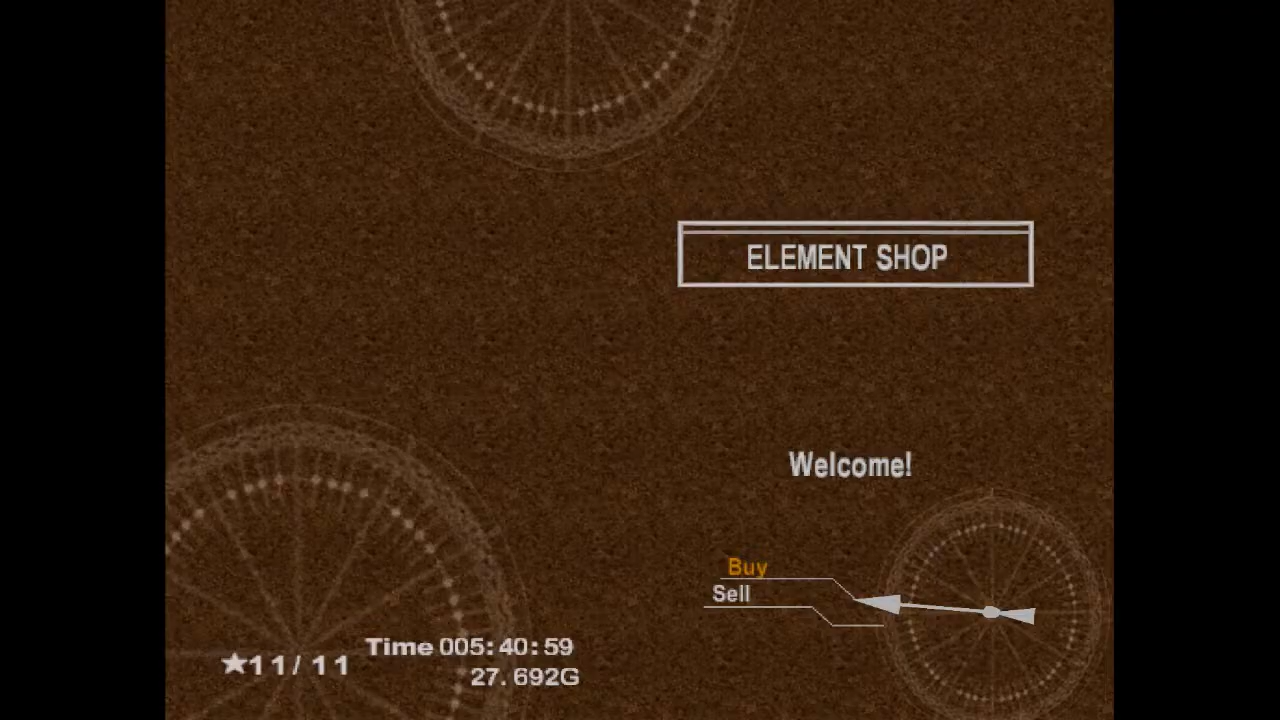 ELEMENT SHOP
Welcome!
Buy
Sell
Time 005:40:59
★11/11
27.692G